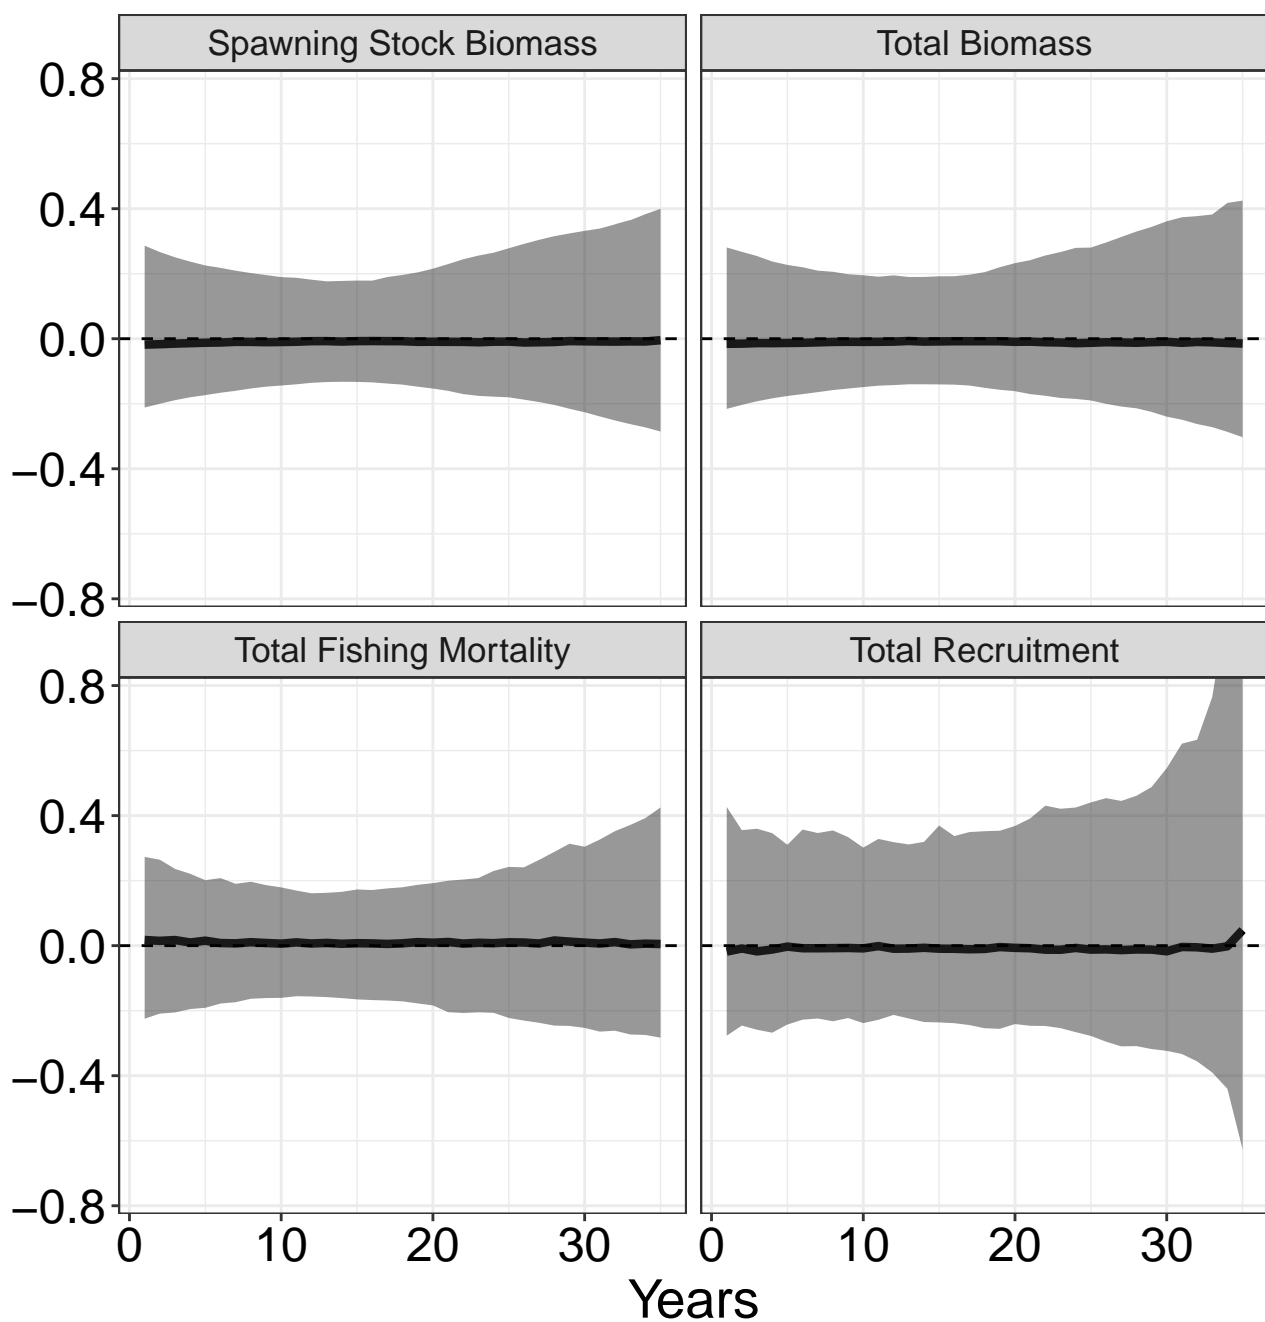 Spawning Stock Biomass
Total Biomass
0.8
0.4
0.0
−0.4
−0.8
Total Fishing Mortality
Total Recruitment
0.8
0.4
0.0
−0.4
−0.8
0 10 20 30
0 10 20 30
Years